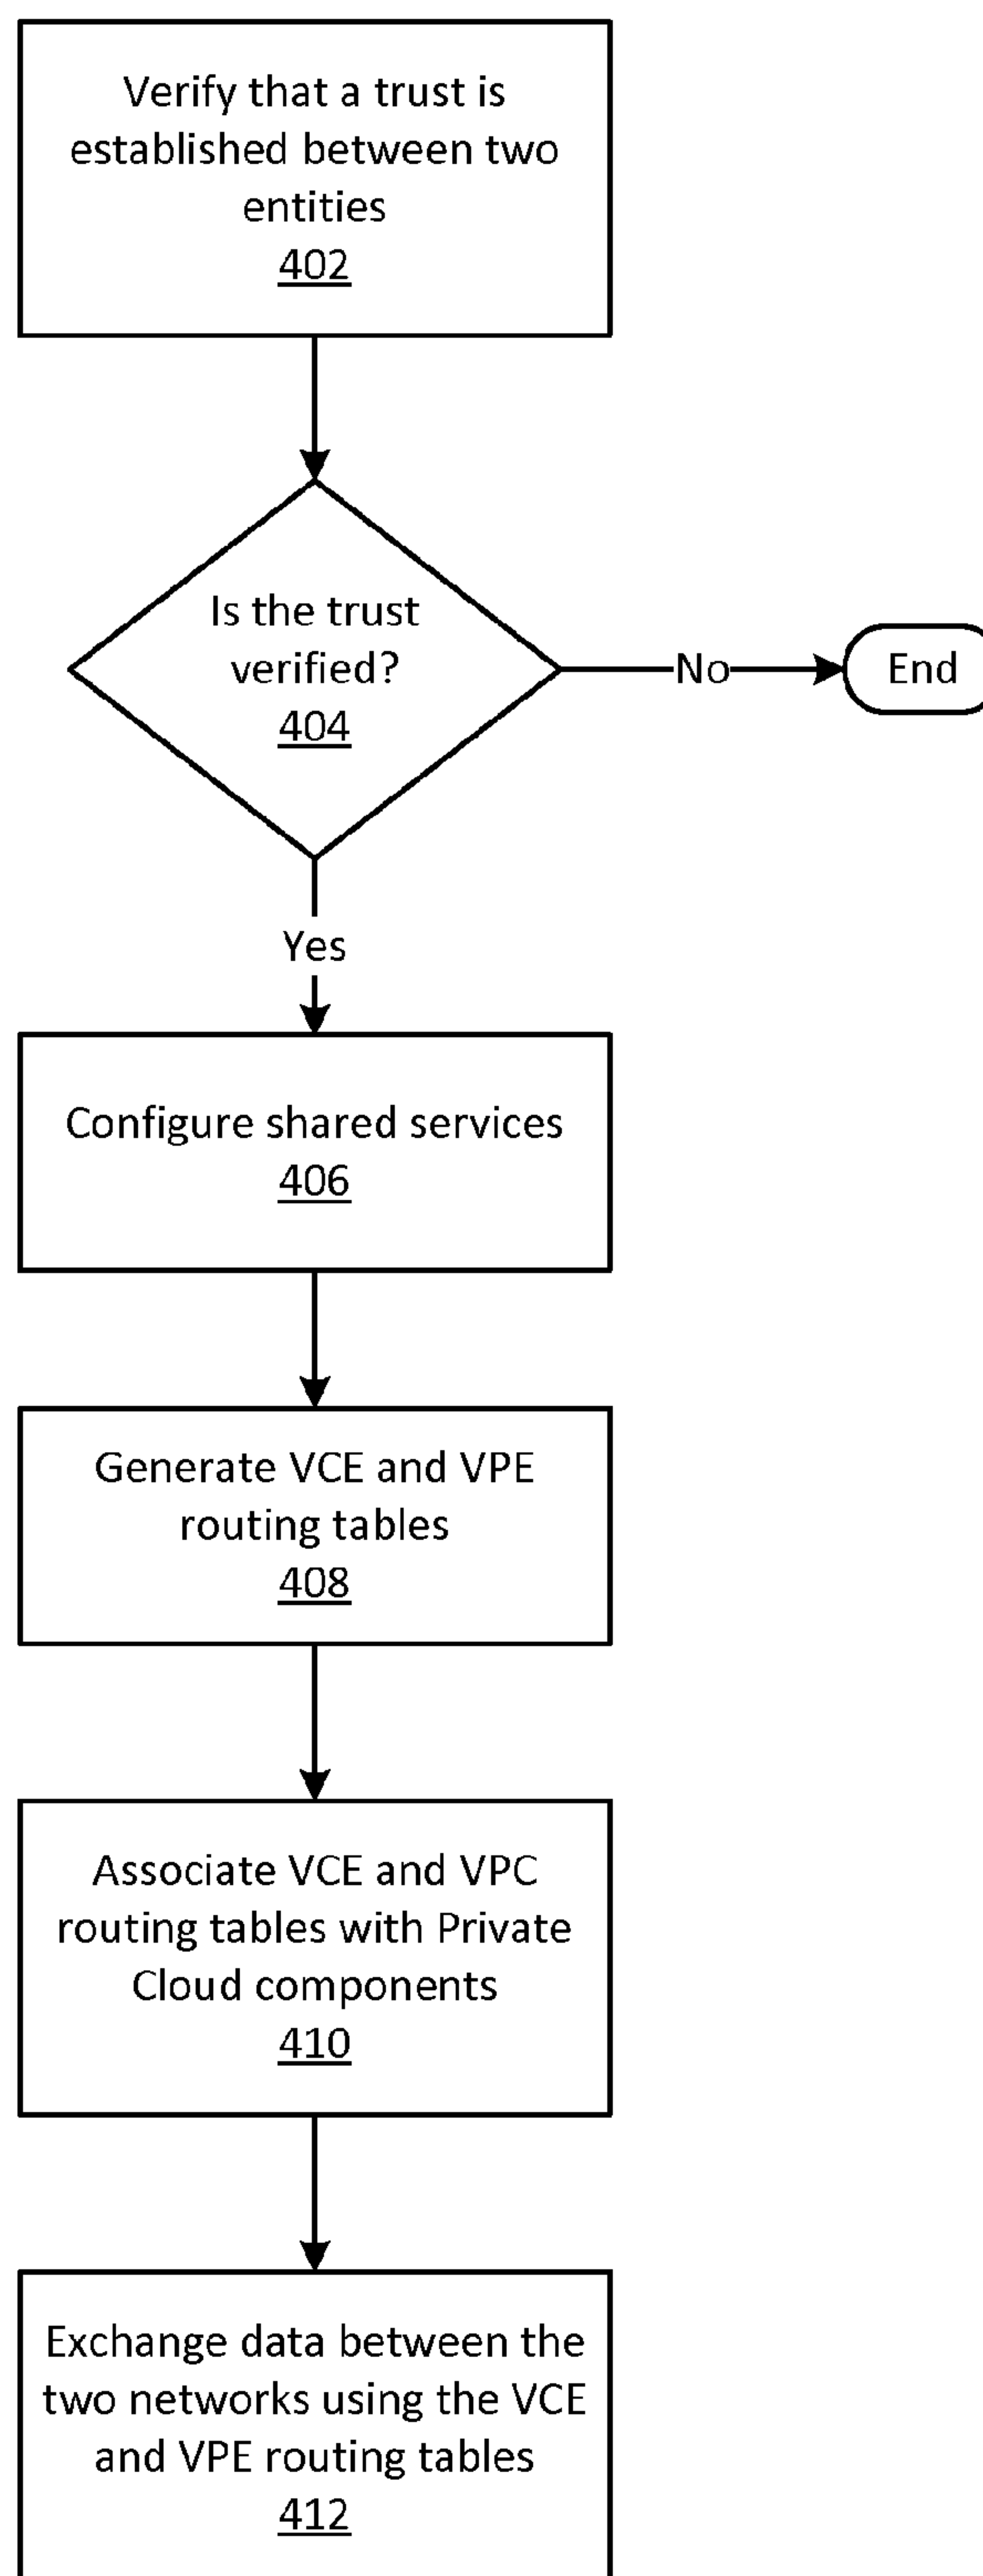 Verify that a trust is
established between two
entities
402
Is the trust
verified?
404
No
End
Yes
Configure shared services
406
Generate VCE and VPE
routing tables
408
Associate VCE and VPC
routing tables with Private
Cloud components
410
Exchange data between the
two networks using the VCE
and VPE routing tables
412